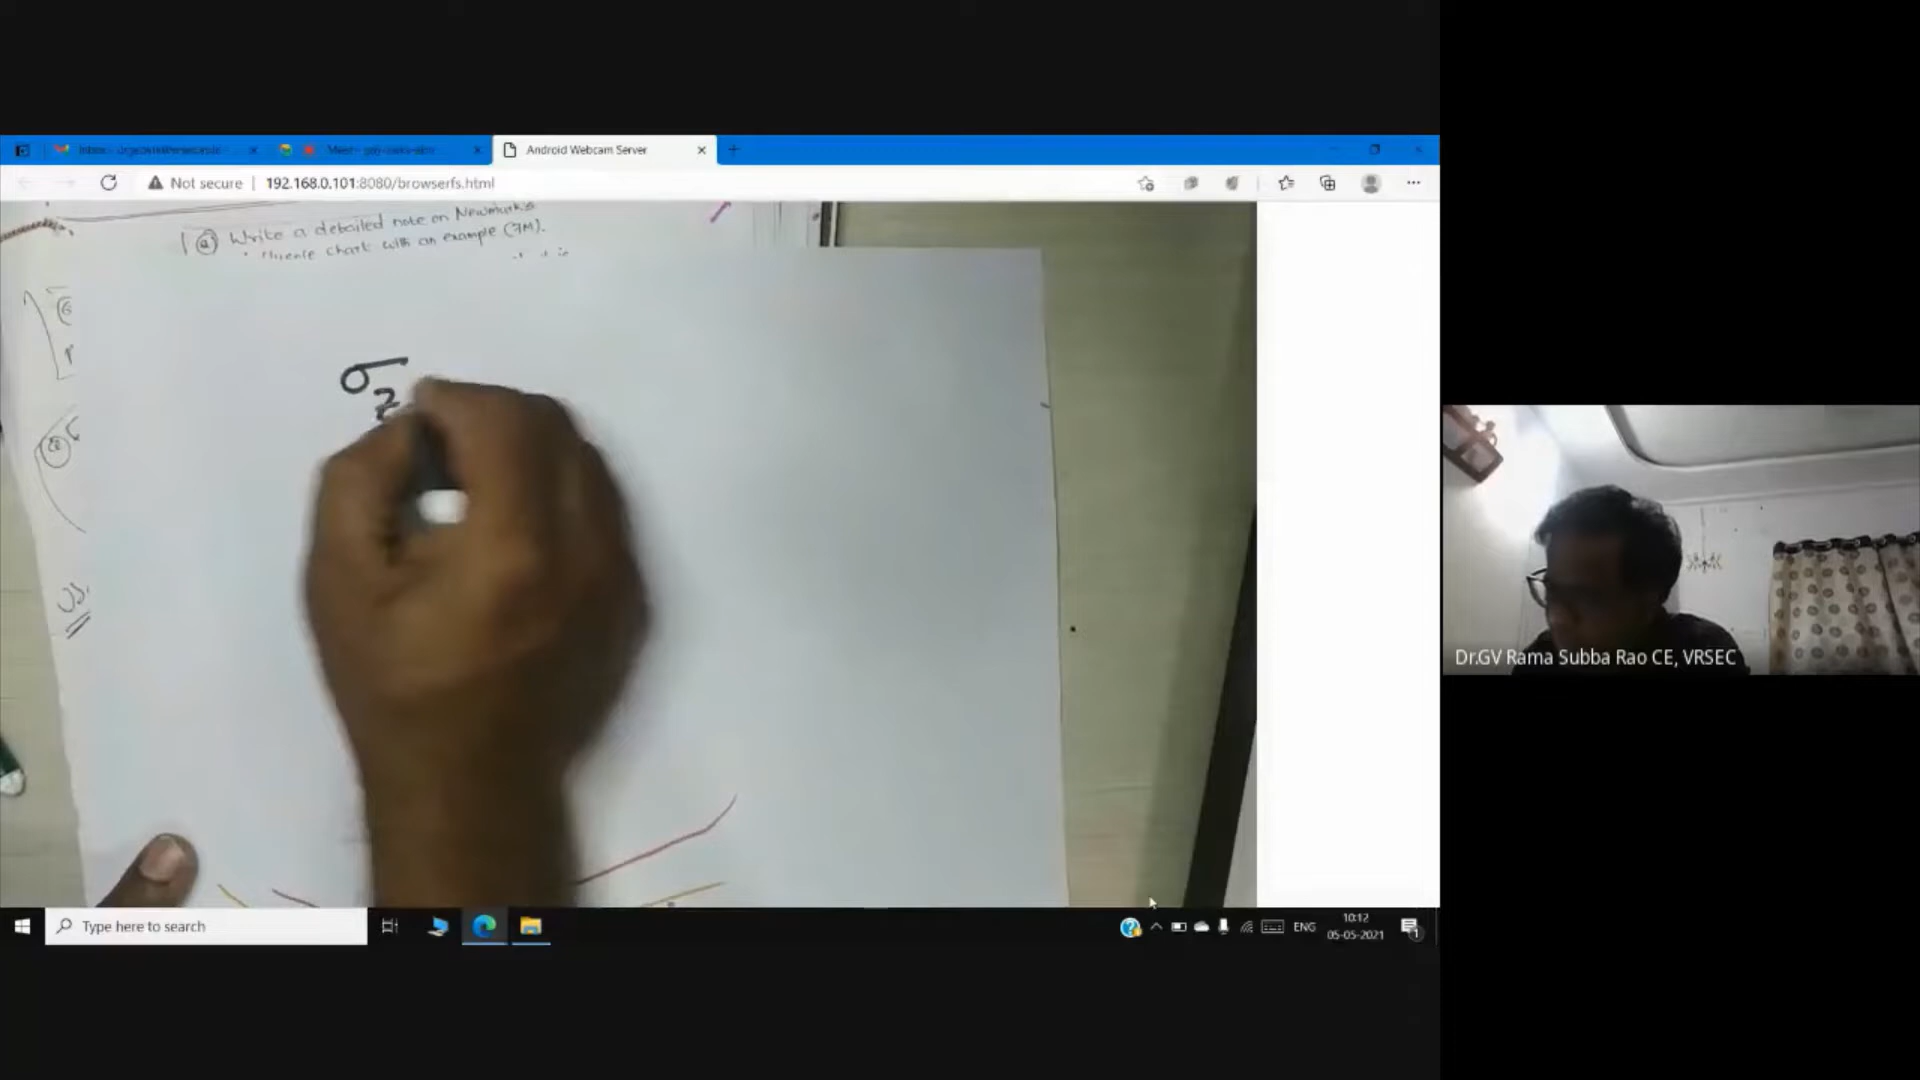 Android Webcam Server
Not secure | 192.168.0.101:8080/browserfs.html
1 (a) Write a detailed note on Newmark's
chart with an example (7M).
σz
Dr.GV Rama Subba Rao CE, VRSEC
Type here to search
ENG
10:12
05-05-2021
1